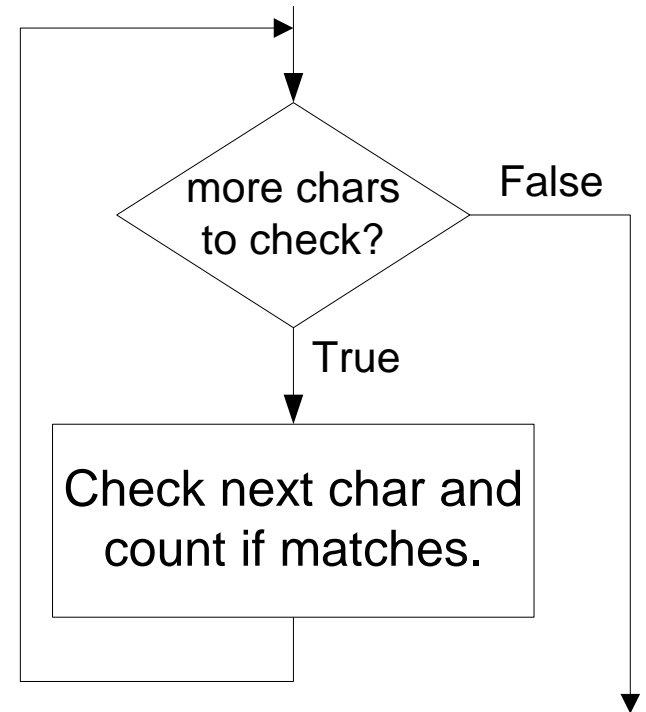 more chars
to check?
False
True
Check next char and
count if matches.